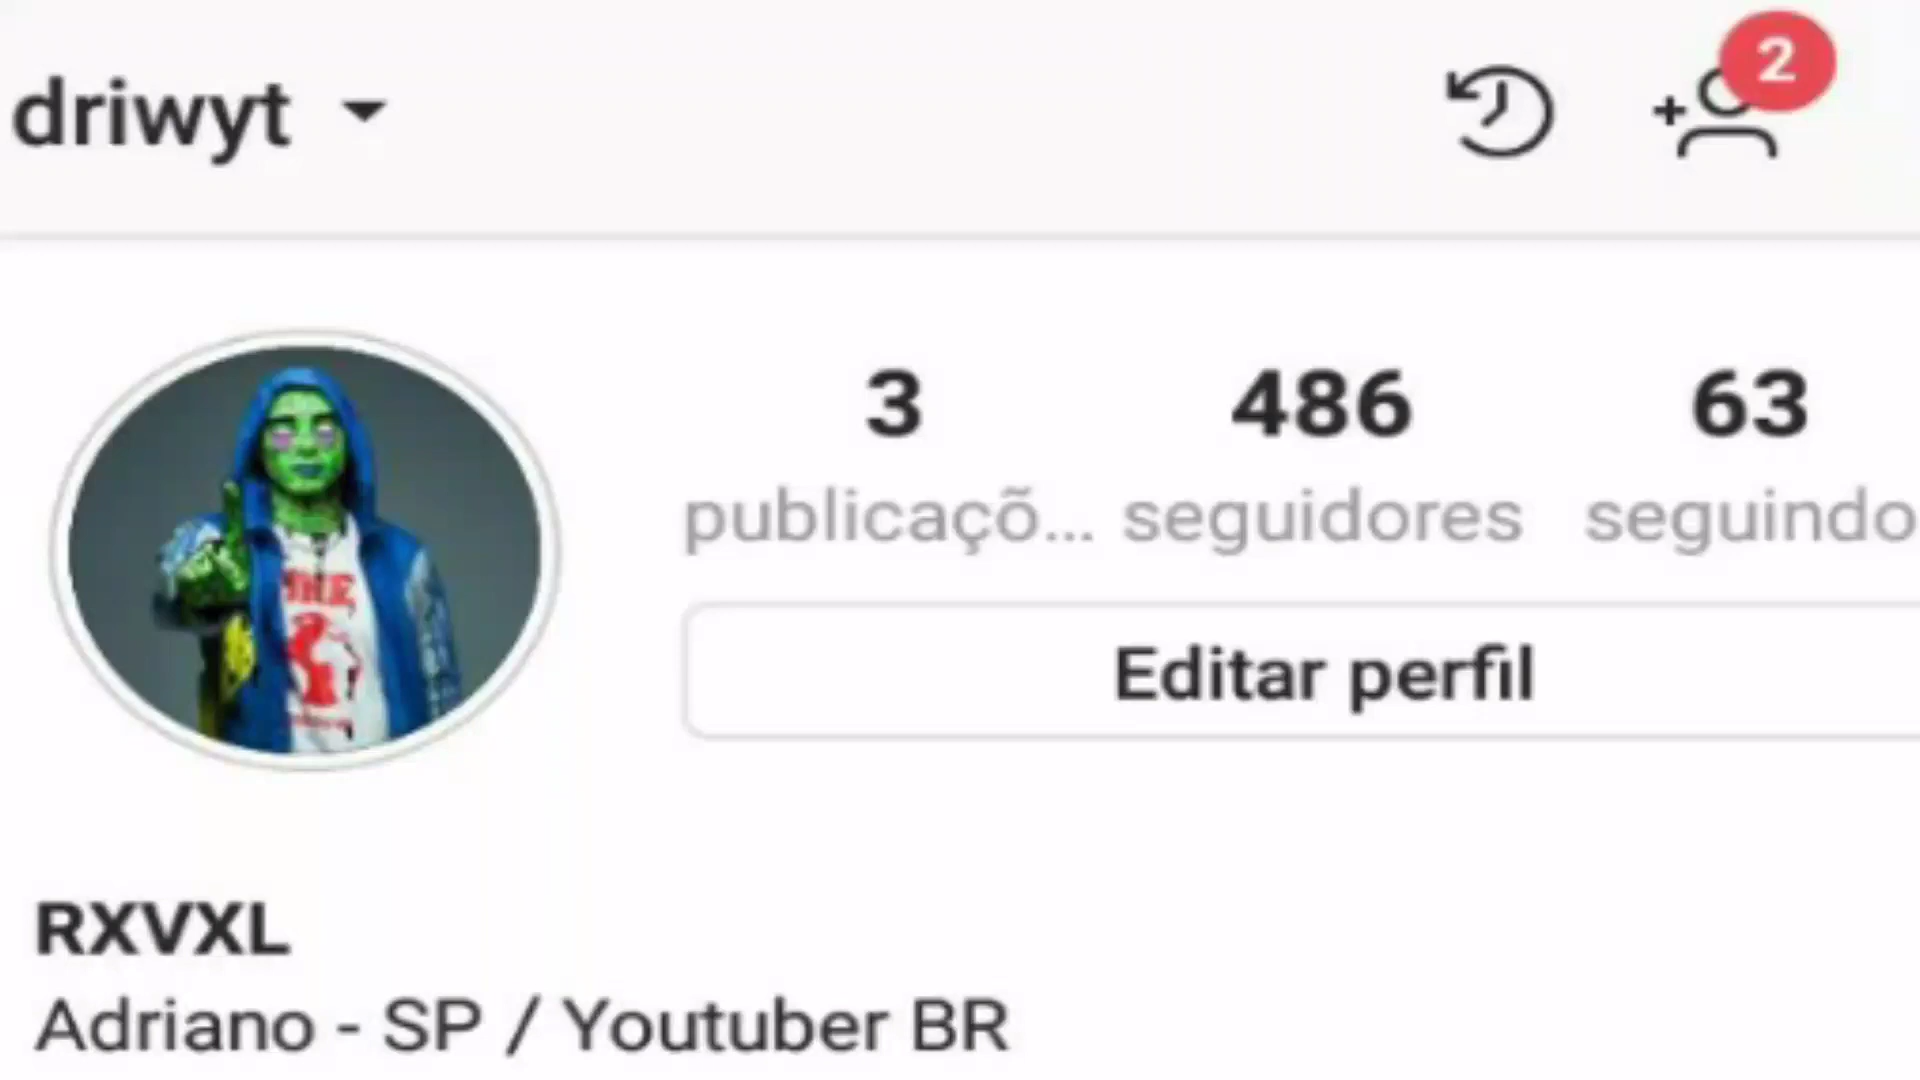 driwyt
2
3 486 63
publicaçõ... seguidores seguindo
Editar perfil
RXVXL
Adriano - SP / Youtuber BR